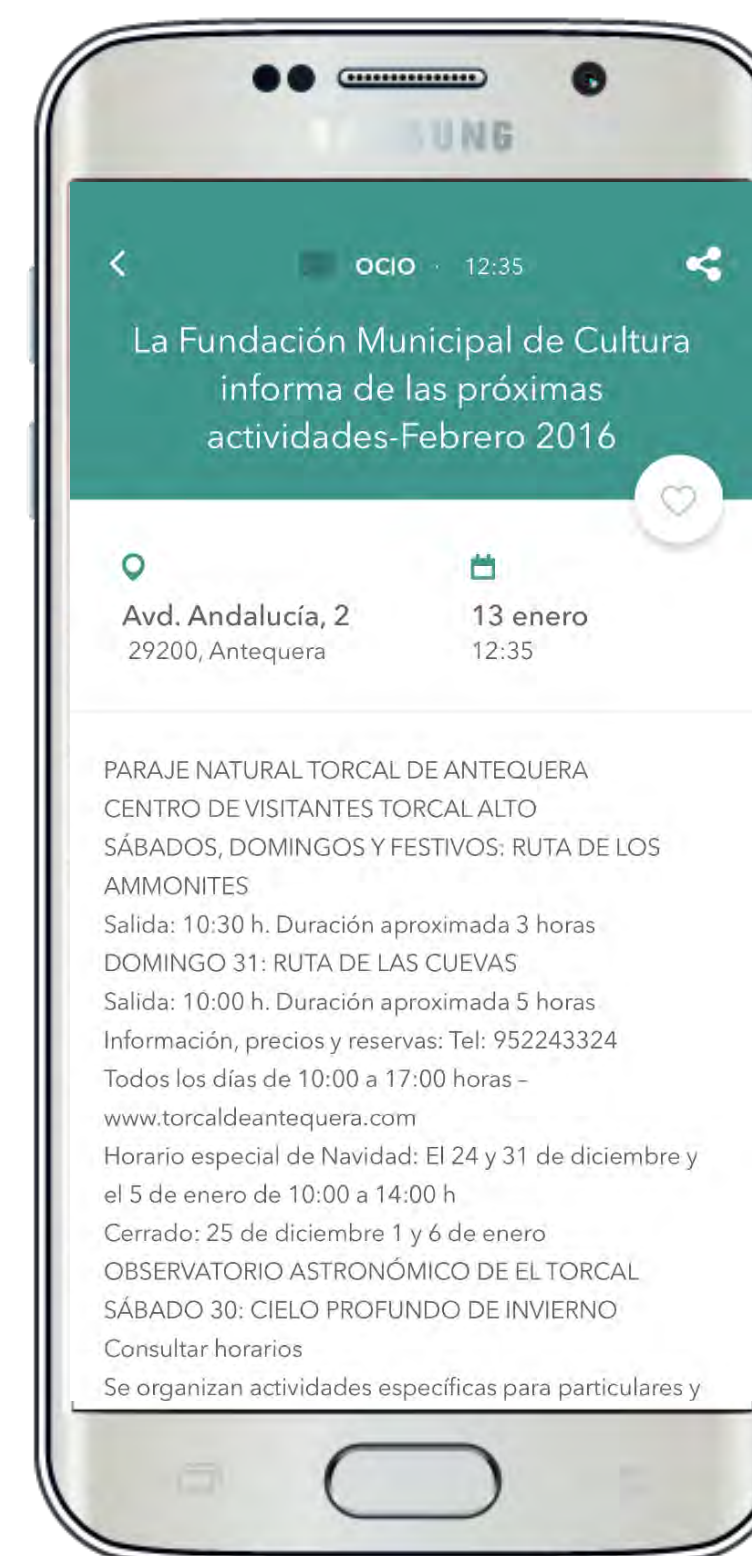 OCIO · 12:35
La Fundación Municipal de Cultura
informa de las próximas
actividades-Febrero 2016
Avd. Andalucía, 2
29200, Antequera
13 enero
12:35
PARAJE NATURAL TORCAL DE ANTEQUERA
CENTRO DE VISITANTES TORCAL ALTO
SÁBADOS, DOMINGOS Y FESTIVOS: RUTA DE LOS
AMMONITES
Salida: 10:30 h. Duración aproximada 3 horas
DOMINGO 31: RUTA DE LAS CUEVAS
Salida: 10:00 h. Duración aproximada 5 horas
Información, precios y reservas: Tel: 952243324
Todos los días de 10:00 a 17:00 horas –
www.torcaldeantequera.com
Horario especial de Navidad: El 24 y 31 de diciembre y
el 5 de enero de 10:00 a 14:00 h
Cerrado: 25 de diciembre 1 y 6 de enero
OBSERVATORIO ASTRONÓMICO DE EL TORCAL
SÁBADO 30: CIELO PROFUNDO DE INVIERNO
Consultar horarios
Se organizan actividades específicas para particulares y